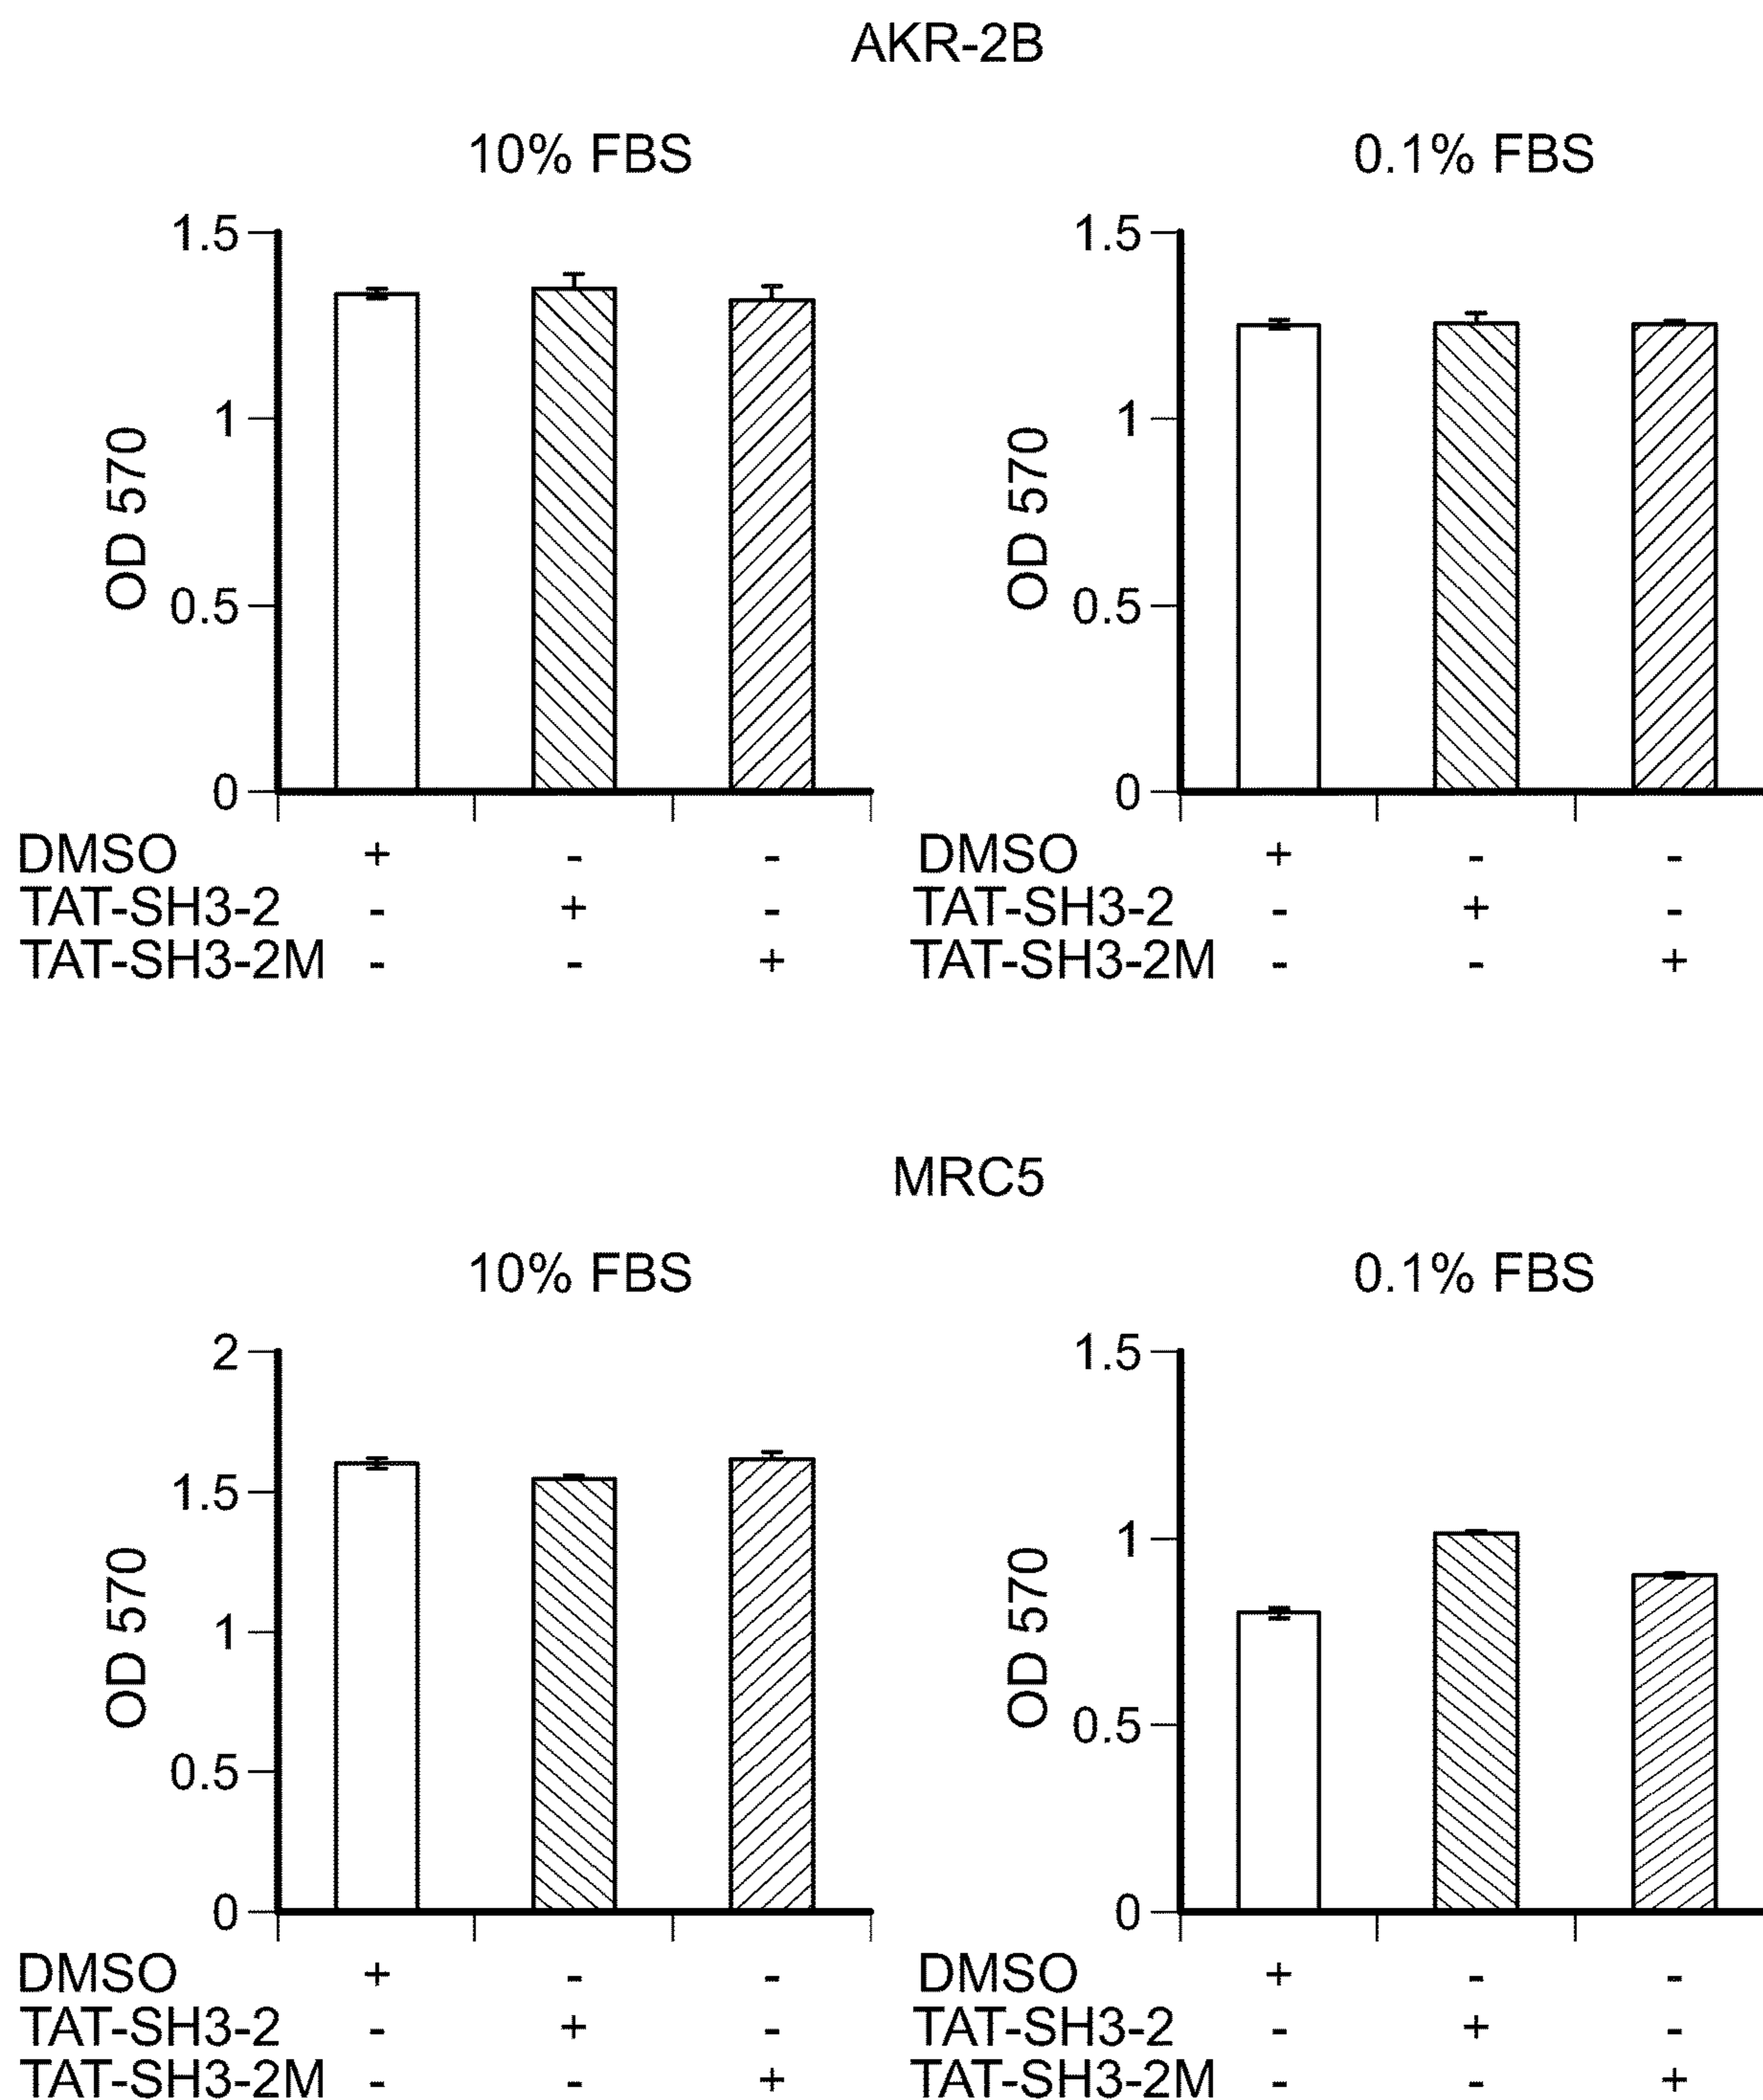 AKR-2B
10% FBS
1.5
1
0.5
0
OD 570
DMSO + - -
TAT-SH3-2 - + -
TAT-SH3-2M - - +
0.1% FBS
1.5
1
0.5
0
OD 570
DMSO + - -
TAT-SH3-2 - + -
TAT-SH3-2M - - +
MRC5
10% FBS
2
1.5
1
0.5
0
OD 570
DMSO + - -
TAT-SH3-2 - + -
TAT-SH3-2M - - +
0.1% FBS
1.5
1
0.5
0
OD 570
DMSO + - -
TAT-SH3-2 - + -
TAT-SH3-2M - - +